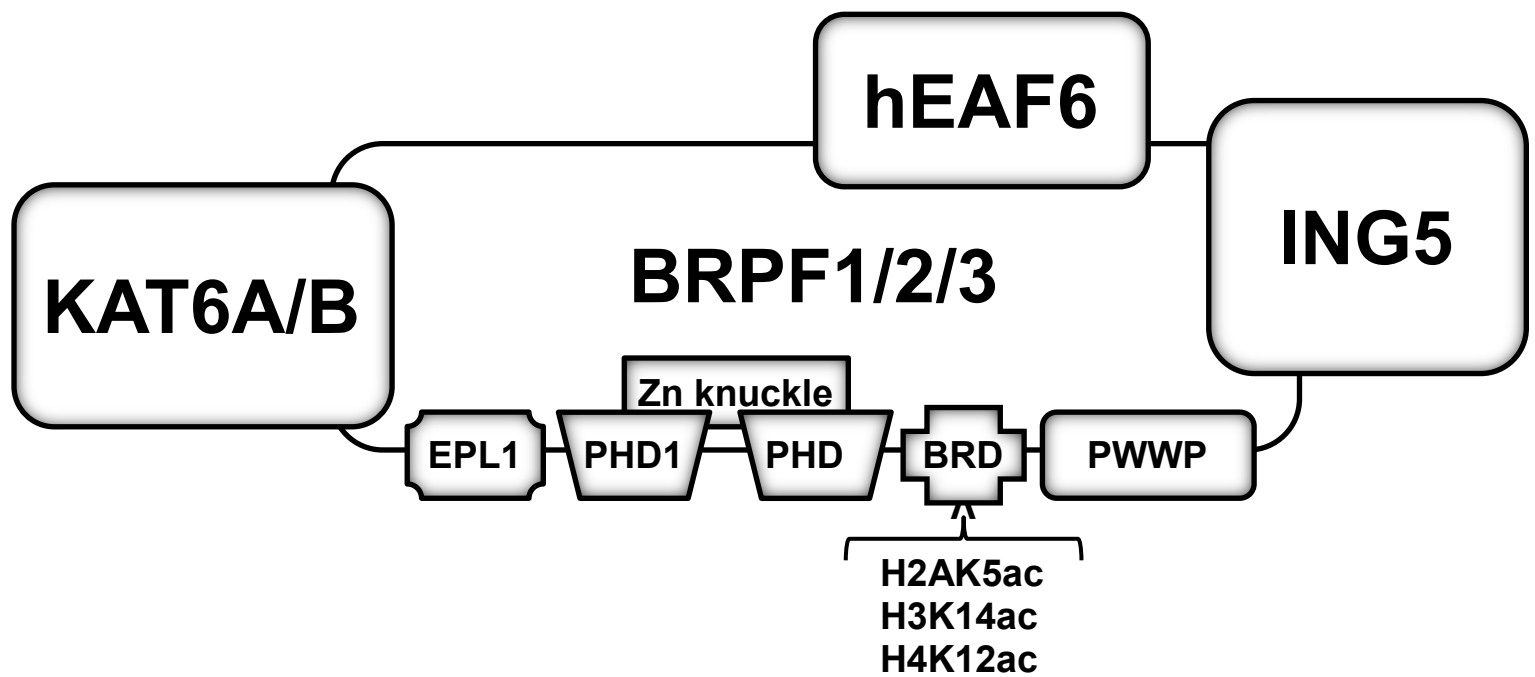 hEAF6
ING5
KAT6A/B
BRPF1/2/3
Zn knuckle
EPL1
PHD1
PHD
BRD
PWWP
H2AK5ac
H3K14ac
H4K12ac